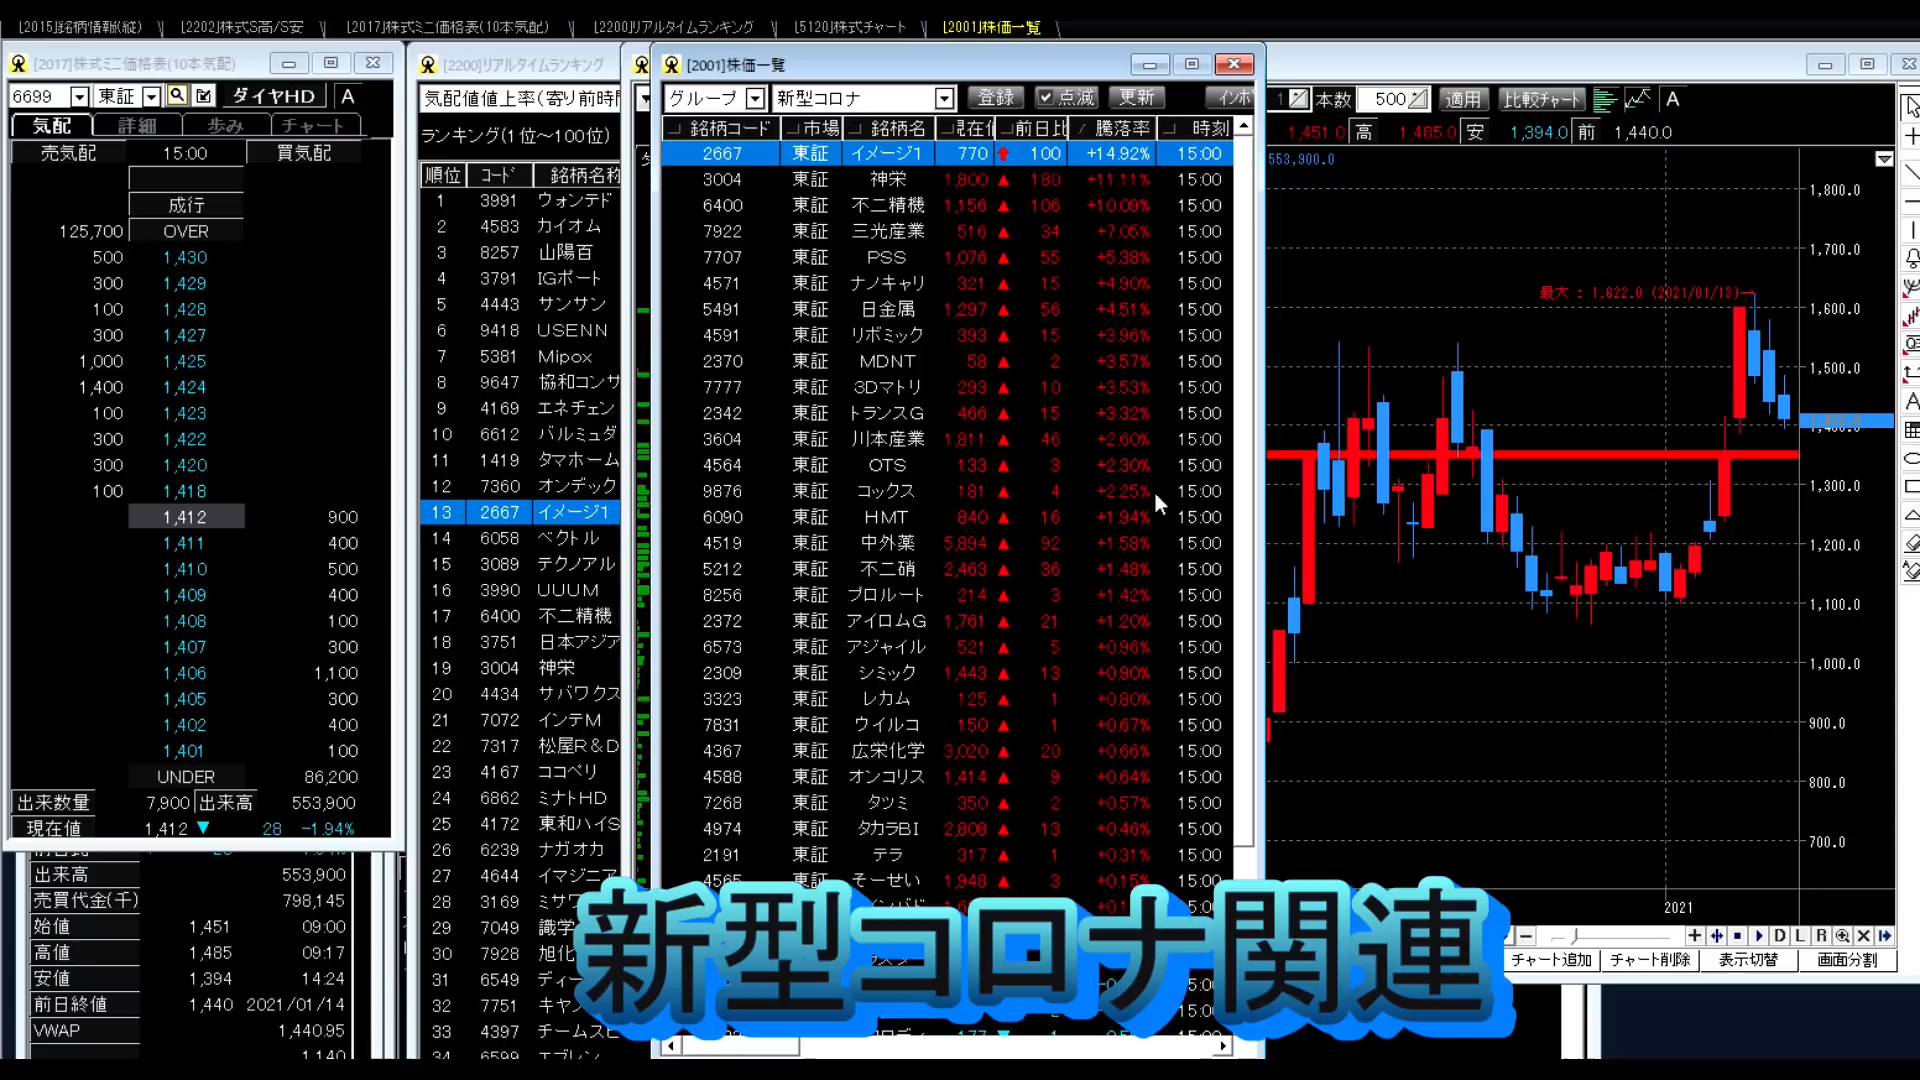 [2015]銘柄情報(縦) [2202]株式S高/S安 [2017]株式ミニ価格表(10本気配) [2200]リアルタイムランキング [5120]株式チャート [2001]株価一覧
[2017]株式ミニ価格表(10本気配)
6699 東証 ダイヤHD A
気配 詳細 歩み チャート
売気配 15:00 買気配
成行
125,700 OVER
500 1,430
300 1,429
100 1,428
300 1,427
1,000 1,425
1,400 1,424
100 1,423
300 1,422
300 1,420
100 1,418
1,412 900
1,411 400
1,410 500
1,409 400
1,408 100
1,407 300
1,406 1,100
1,405 300
1,402 400
1,401 100
UNDER 86,200
出来数量 7,900 出来高 553,900
現在値 1,412 ▼ 28 -1.94%
出来高 553,900
売買代金(千) 798,145
始値 1,451 09:00
高値 1,485 09:17
安値 1,394 14:24
前日終値 1,440 2021/01/14
VWAP 1,440.95
1,140
[2200]リアルタイムランキング
気配値値上率(寄り前時間
ランキング(1位〜100位)
順位 コード 銘柄名称
1 3991 ウォンテド
2 4583 カイオム
3 8257 山陽百
4 3791 IGポート
5 4443 サンサン
6 9418 USENN
7 5381 Mipox
8 9647 協和コンサ
9 4169 エネチェン
10 6612 バルミュダ
11 1419 タマホーム
12 7360 オンデック
13 2667 イメージ1
14 6058 ベクトル
15 3089 テクノアル
16 3990 UUUM
17 6400 不二精機
18 3751 日本アジア
19 3004 神栄
20 4434 サバワクス
21 7072 インテM
22 7317 松屋R&D
23 4167 ココペリ
24 6862 ミナトHD
25 4172 東和ハイS
26 6239 ナガオカ
27 4644 イマジニア
28 3169 ミサワ
29 7049 識学
30 7928 旭化
31 6549 ディー
32 7751 キヤ
33 4397 チームスピ
34 6599 エブレン
[2001]株価一覧
グループ 新型コロナ 登録 点滅 更新 インポ
銘柄コード 市場 銘柄名 現在値 前日比 騰落率 時刻
2667 東証 イメージ1 770 ↑ 100 +14.92% 15:00
3004 東証 神栄 1,800 ▲ 180 +11.11% 15:00
6400 東証 不二精機 1,156 ▲ 106 +10.09% 15:00
7922 東証 三光産業 516 ▲ 34 +7.05% 15:00
7707 東証 PSS 1,076 ▲ 55 +5.38% 15:00
4571 東証 ナノキャリ 321 ▲ 15 +4.90% 15:00
5491 東証 日金属 1,297 ▲ 56 +4.51% 15:00
4591 東証 リボミック 393 ▲ 15 +3.96% 15:00
2370 東証 MDNT 58 ▲ 2 +3.57% 15:00
7777 東証 3Dマトリ 293 ▲ 10 +3.53% 15:00
2342 東証 トランスG 466 ▲ 15 +3.32% 15:00
3604 東証 川本産業 1,811 ▲ 46 +2.60% 15:00
4564 東証 OTS 133 ▲ 3 +2.30% 15:00
9876 東証 コックス 181 ▲ 4 +2.25% 15:00
6090 東証 HMT 840 ▲ 16 +1.94% 15:00
4519 東証 中外薬 5,894 ▲ 92 +1.58% 15:00
5212 東証 不二硝 2,463 ▲ 36 +1.48% 15:00
8256 東証 プロルート 214 ▲ 3 +1.42% 15:00
2372 東証 アイロムG 1,761 ▲ 21 +1.20% 15:00
6573 東証 アジャイル 521 ▲ 5 +0.96% 15:00
2309 東証 シミック 1,443 ▲ 13 +0.90% 15:00
3323 東証 レカム 125 ▲ 1 +0.80% 15:00
7831 東証 ウイルコ 150 ▲ 1 +0.67% 15:00
4367 東証 広栄化学 3,020 ▲ 20 +0.66% 15:00
4588 東証 オンコリス 1,414 ▲ 9 +0.64% 15:00
7268 東証 タツミ 350 ▲ 2 +0.57% 15:00
4974 東証 タカラBI 2,808 ▲ 13 +0.46% 15:00
2191 東証 テラ 317 ▲ 1 +0.31% 15:00
4565 東証 そーせい 1,948 ▲ 3 +0.15% 15:00
新型コロナ関連
1 本数 500 適用 比較チャート A
1,451.0 高 1,485.0 安 1,394.0 前 1,440.0
553,900.0
最大 : 1,622.0 (2021/01/13)→
1,800.0
1,700.0
1,600.0
1,500.0
1,400.0
1,300.0
1,200.0
1,100.0
1,000.0
900.0
800.0
700.0
2021
D L R
チャート追加 チャート削除 表示切替 画面分割